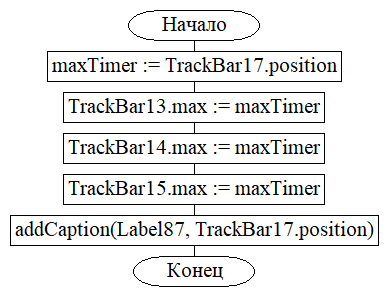 Начало
maxTimer := TrackBar17.position
TrackBar13.max := maxTimer
TrackBar14.max := maxTimer
TrackBar15.max := maxTimer
addCaption(Label87, TrackBar17.position)
Конец